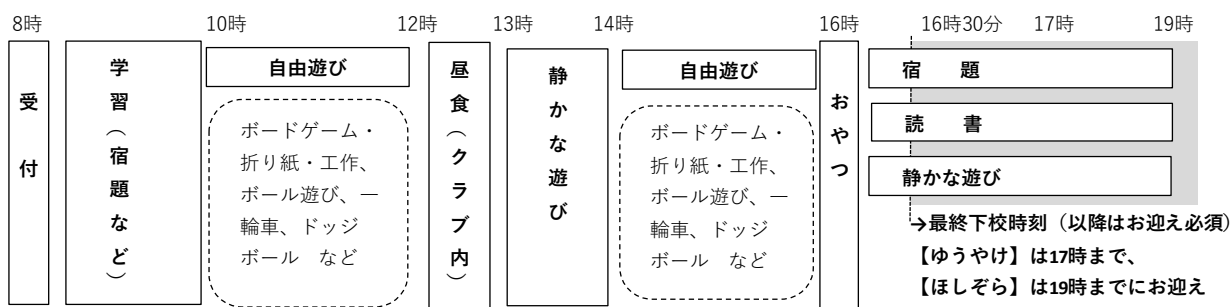 8時 10時 12時 13時 14時 16時 16時30分 17時 19時
受付
学習(宿題など)
自由遊び
ボードゲーム・
折り紙・工作、
ボール遊び、一
輪車、ドッジ
ボール など
昼食(クラブ内)
静かな遊び
自由遊び
ボードゲーム・
折り紙・工作、
ボール遊び、一
輪車、ドッジ
ボール など
おやつ
宿 題
読 書
静かな遊び
→最終下校時刻(以降はお迎え必須)
【ゆうやけ】は17時まで、
【ほしぞら】は19時までにお迎え